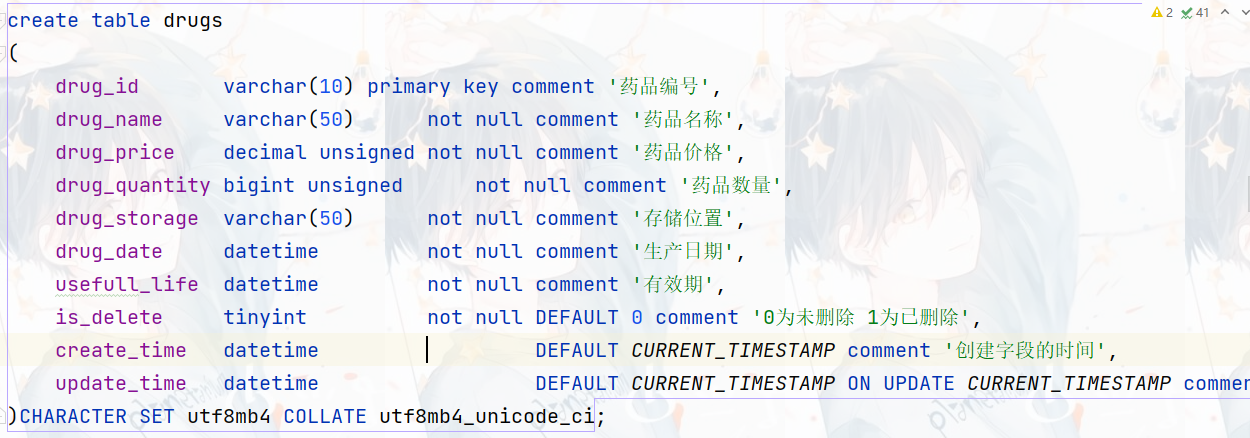 create table drugs
2 41
(
drug_id varchar(10) primary key comment '药品编号',
drug_name varchar(50) not null comment '药品名称',
drug_price decimal unsigned not null comment '药品价格',
drug_quantity bigint unsigned not null comment '药品数量',
drug_storage varchar(50) not null comment '存储位置',
drug_date datetime not null comment '生产日期',
usefull_life datetime not null comment '有效期',
is_delete tinyint not null DEFAULT 0 comment '0为未删除 1为已删除',
create_time datetime DEFAULT CURRENT_TIMESTAMP comment '创建字段的时间',
update_time datetime DEFAULT CURRENT_TIMESTAMP ON UPDATE CURRENT_TIMESTAMP commen
)CHARACTER SET utf8mb4 COLLATE utf8mb4_unicode_ci;